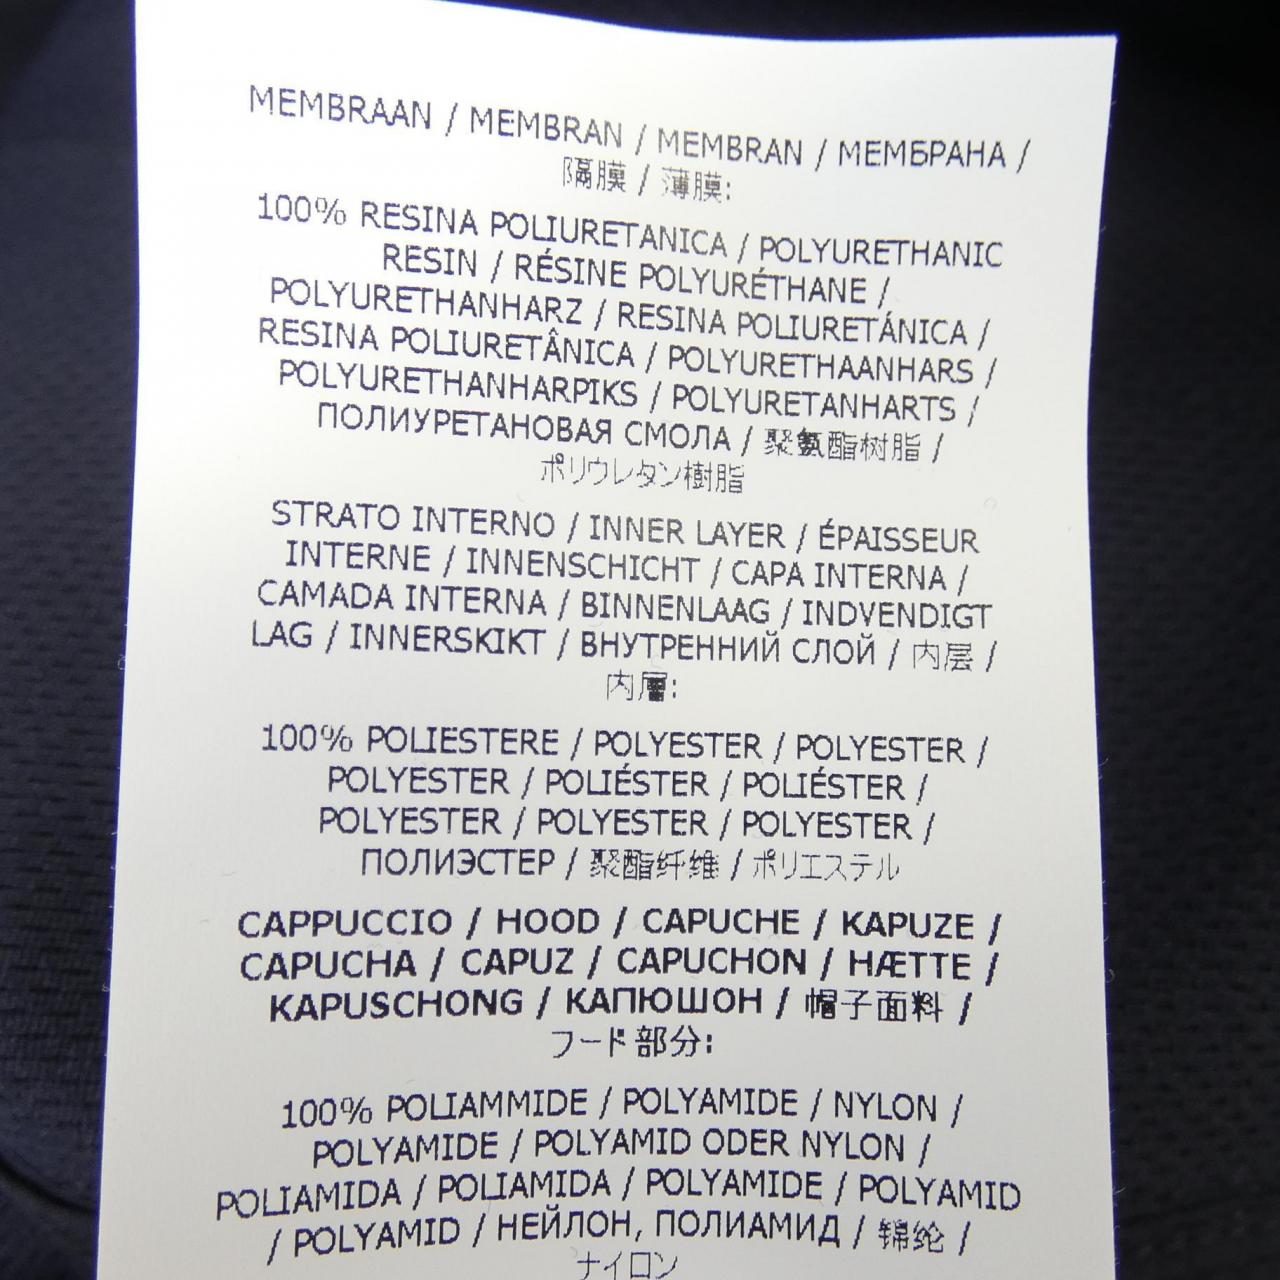 MEMBRAAN / MEMBRAN / MEMBRAN / МЕМБРАНА /
隔膜 / 薄膜:
100% RESINA POLIURETANICA / POLYURETHANIC
RESIN / RÉSINE POLYURÉTHANE /
POLYURETHANHARZ / RESINA POLIURETÁNICA /
RESINA POLIURETÂNICA / POLYURETHAANHARS /
POLYURETHANHARPIKS / POLYURETANHARTS /
ПОЛИУРЕТАНОВАЯ СМОЛА / 聚氨酯树脂 /
ポリウレタン樹脂
STRATO INTERNO / INNER LAYER / ÉPAISSEUR
INTERNE / INNENSCHICHT / CAPA INTERNA /
CAMADA INTERNA / BINNENLAAG / INDVENDIGT
LAG / INNERSKIKT / ВНУТРЕННИЙ СЛОЙ / 内层 /
内層:
100% POLIESTERE / POLYESTER / POLYESTER /
POLYESTER / POLIÉSTER / POLIÉSTER /
POLYESTER / POLYESTER / POLYESTER /
ПОЛИЭСТЕР / 聚酯纤维 / ポリエステル
CAPPUCCIO / HOOD / CAPUCHE / KAPUZE /
CAPUCHA / CAPUZ / CAPUCHON / HÆTTE /
KAPUSCHONG / КАПЮШОН / 帽子面料 /
フード部分:
100% POLIAMMIDE / POLYAMIDE / NYLON /
POLYAMIDE / POLYAMID ODER NYLON /
POLIAMIDA / POLIAMIDA / POLYAMIDE / POLYAMID
/ POLYAMID / НЕЙЛОН, ПОЛИАМИД / 锦纶 /
ナイロン